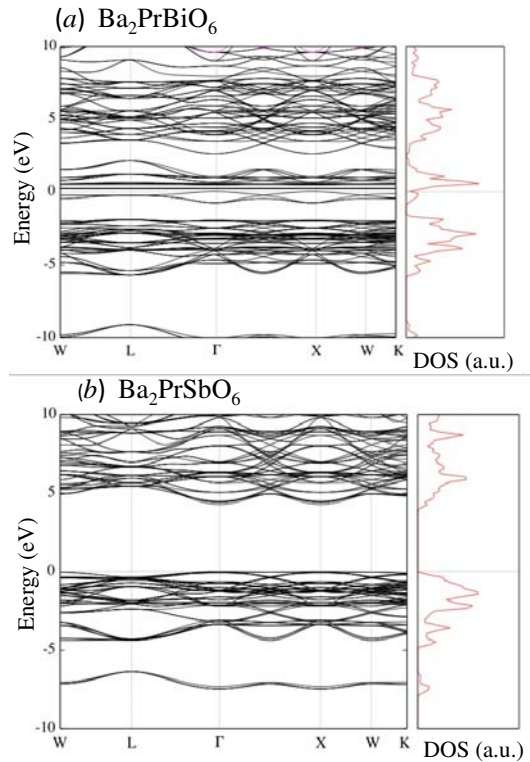 (a) Ba2PrBiO6
10
5
0
-5
-10
Energy (eV)
W L Γ X W K
DOS (a.u.)
(b) Ba2PrSbO6
10
5
0
-5
-10
Energy (eV)
W L Γ X W K
DOS (a.u.)